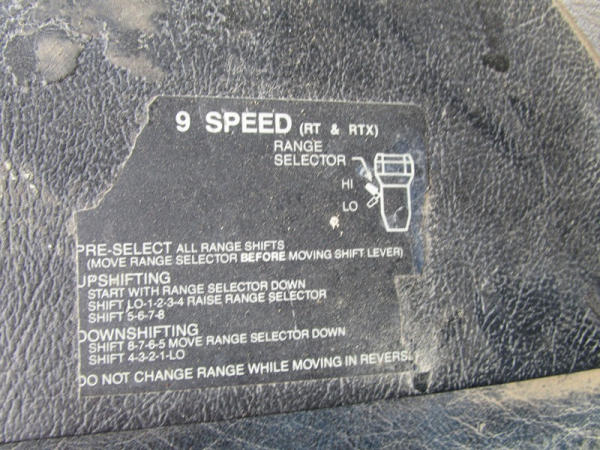 9 SPEED (RT & RTX)
RANGE
SELECTOR
HI
LO
PRE-SELECT ALL RANGE SHIFTS
(MOVE RANGE SELECTOR BEFORE MOVING SHIFT LEVER)
UPSHIFTING
START WITH RANGE SELECTOR DOWN
SHIFT LO-1-2-3-4 RAISE RANGE SELECTOR
SHIFT 5-6-7-8
DOWNSHIFTING
SHIFT 8-7-6-5 MOVE RANGE SELECTOR DOWN
SHIFT 4-3-2-1-LO
DO NOT CHANGE RANGE WHILE MOVING IN REVERSE